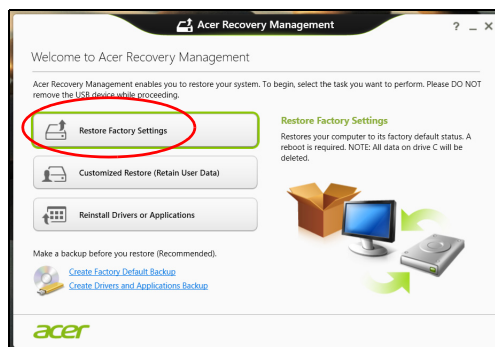 Acer Recovery Management
? _ X
Welcome to Acer Recovery Management
Acer Recovery Management enables you to restore your system. To begin, select the task you want to perform. Please DO NOT
remove the USB device while proceeding.
Restore Factory Settings
Customized Restore (Retain User Data)
Reinstall Drivers or Applications
Restore Factory Settings
Restores your computer to its factory default status. A
reboot is required. NOTE: All data on drive C will be
deleted.
Make a backup before you restore (Recommended).
Create Factory Default Backup
Create Drivers and Applications Backup
acer